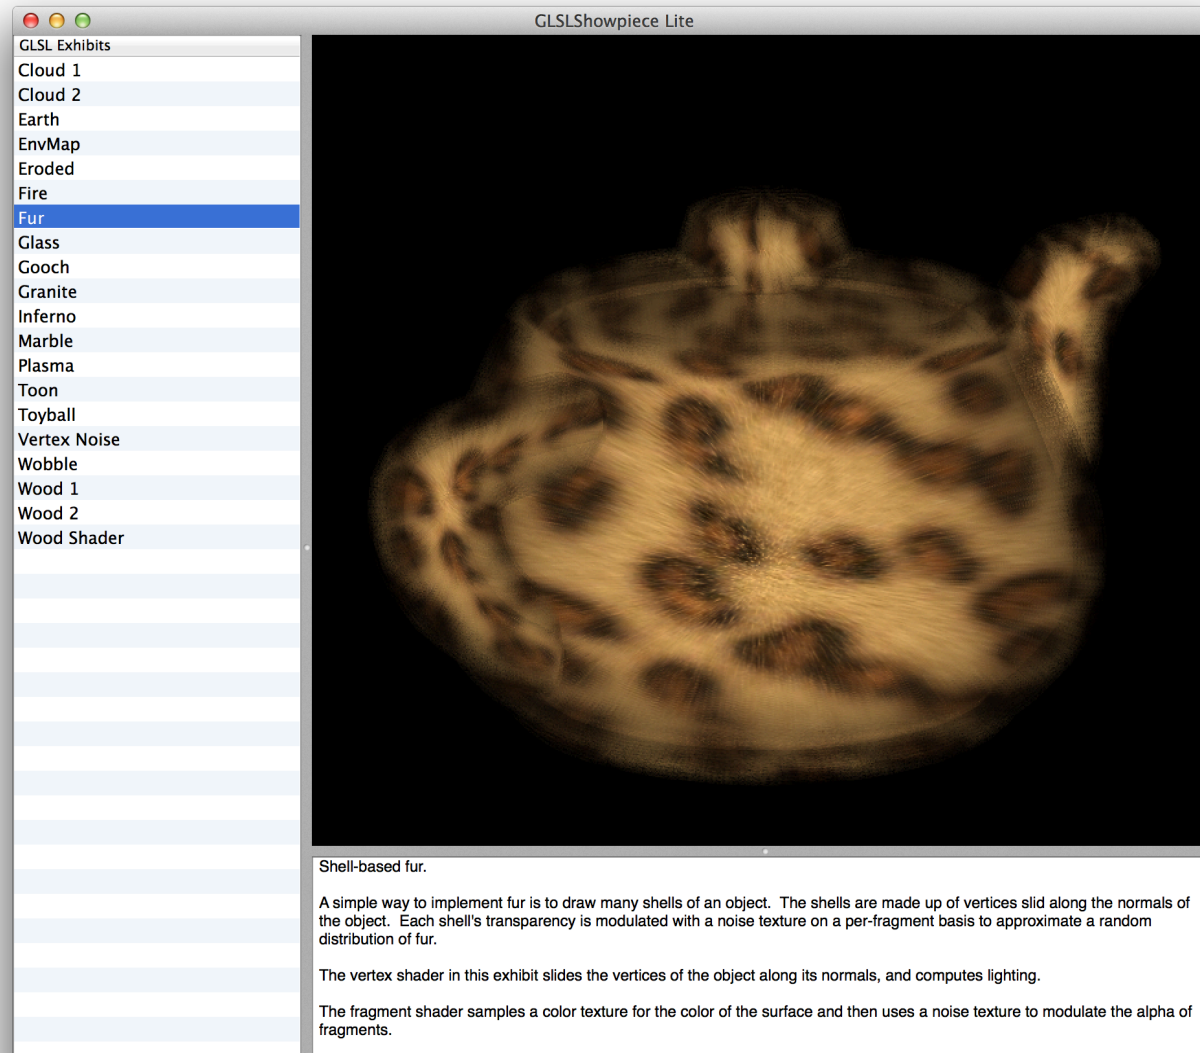 GLSLShowpiece Lite
GLSL Exhibits
Cloud 1
Cloud 2
Earth
EnvMap
Eroded
Fire
Fur
Glass
Gooch
Granite
Inferno
Marble
Plasma
Toon
Toyball
Vertex Noise
Wobble
Wood 1
Wood 2
Wood Shader
Shell-based fur.
A simple way to implement fur is to draw many shells of an object.  The shells are made up of vertices slid along the normals of
the object.  Each shell's transparency is modulated with a noise texture on a per-fragment basis to approximate a random
distribution of fur.
The vertex shader in this exhibit slides the vertices of the object along its normals, and computes lighting.
The fragment shader samples a color texture for the color of the surface and then uses a noise texture to modulate the alpha of
fragments.